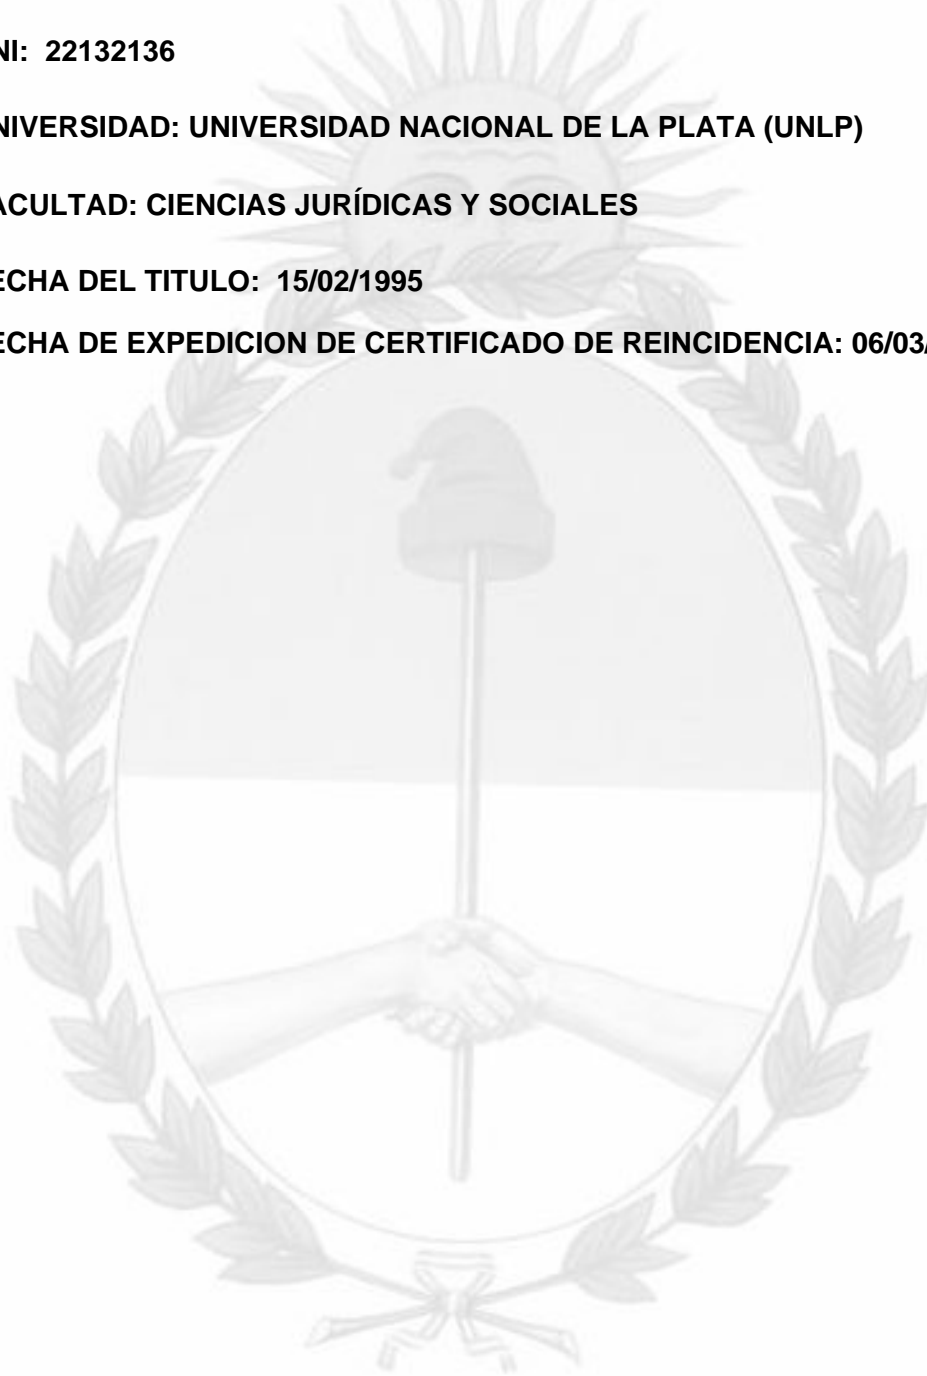 NI: 22132136
NIVERSIDAD: UNIVERSIDAD NACIONAL DE LA PLATA (UNLP)
ACULTAD: CIENCIAS JURÍDICAS Y SOCIALES
ECHA DEL TITULO: 15/02/1995
ECHA DE EXPEDICION DE CERTIFICADO DE REINCIDENCIA: 06/03/